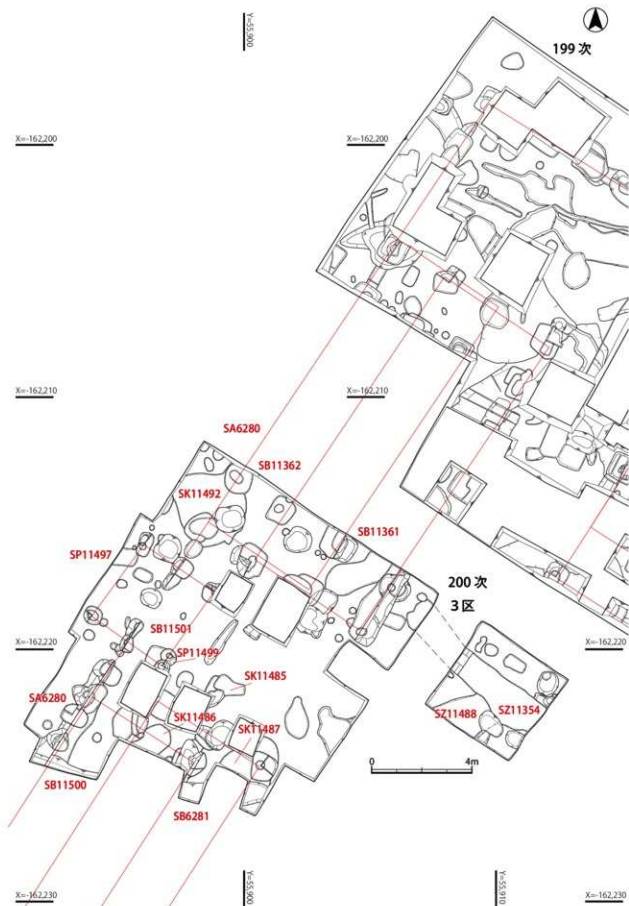 Y=-55,900
199 次
X=-162,200
X=-162,200
X=-162,210
X=-162,210
SA6280
SB11362
SK11492
SB11361
SP11497
200 次
3 区
X=-162,220
X=-162,220
SB11501
SP11499
SK11485
SA6280
SK11486
SK11487
SZ11488
SZ11354
0
4m
SB11500
SB6281
Y=-55,900
Y=-55,910
X=-162,230
X=-162,230